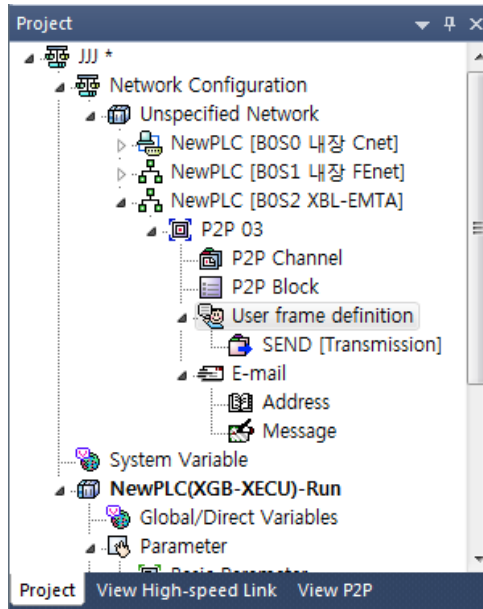 Project
JJJ *
Network Configuration
Unspecified Network
NewPLC [B0S0 내장 Cnet]
NewPLC [B0S1 내장 FEnet]
NewPLC [B0S2 XBL-EMTA]
P2P 03
P2P Channel
P2P Block
User frame definition
SEND [Transmission]
E-mail
Address
Message
System Variable
NewPLC(XGB-XECU)-Run
Global/Direct Variables
Parameter
Basic Parameter
Project View High-speed Link View P2P